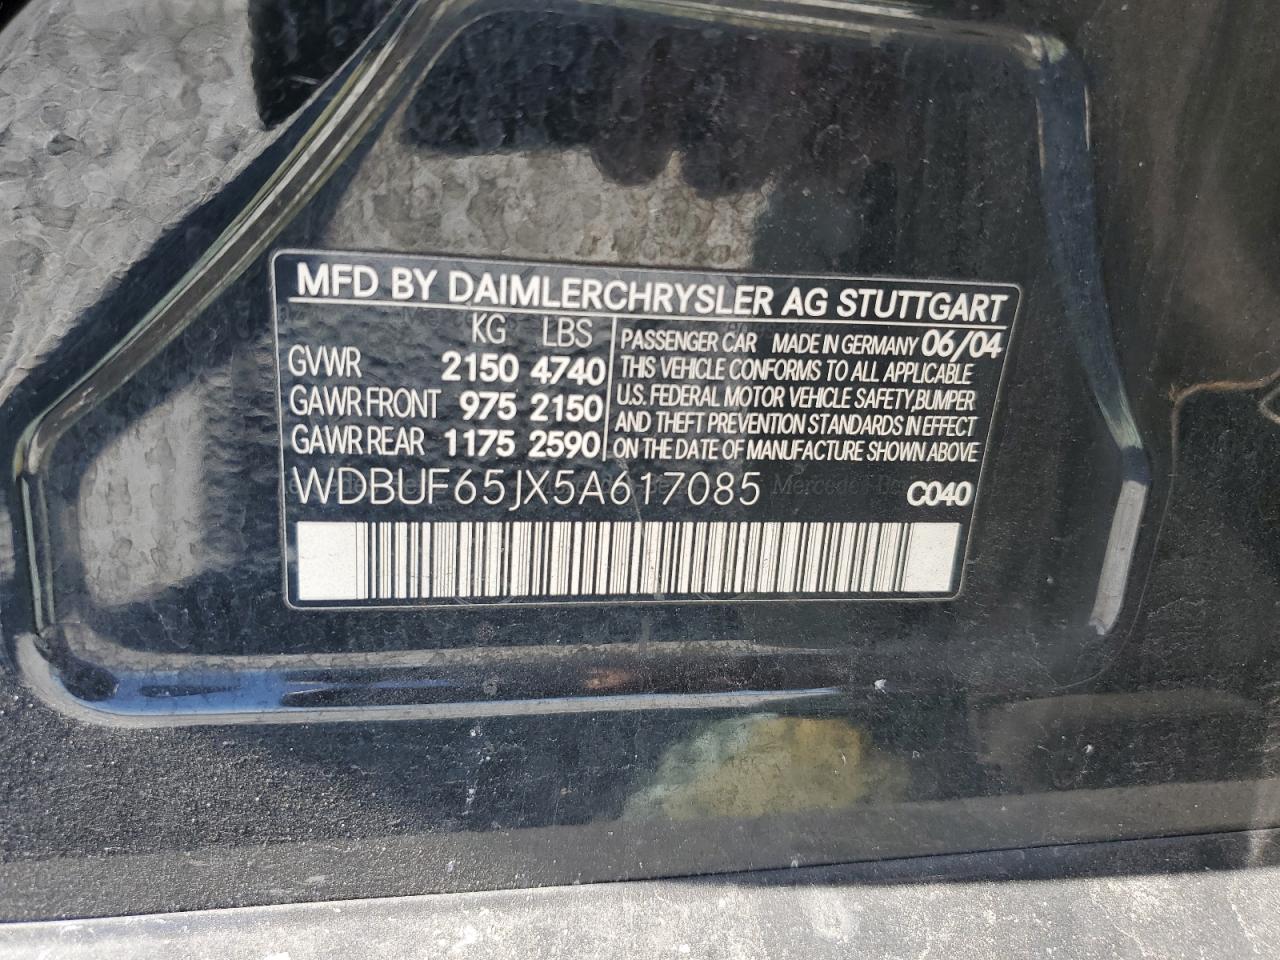 MFD BY DAIMLERCHRYSLER AG STUTTGART
KG LBS
GVWR 2150 4740
GAWR FRONT 975 2150
GAWR REAR 1175 2590
PASSENGER CAR MADE IN GERMANY 06/04
THIS VEHICLE CONFORMS TO ALL APPLICABLE
U.S. FEDERAL MOTOR VEHICLE SAFETY,BUMPER
AND THEFT PREVENTION STANDARDS IN EFFECT
ON THE DATE OF MANUFACTURE SHOWN ABOVE
WDBUF65JX5A617085 C040